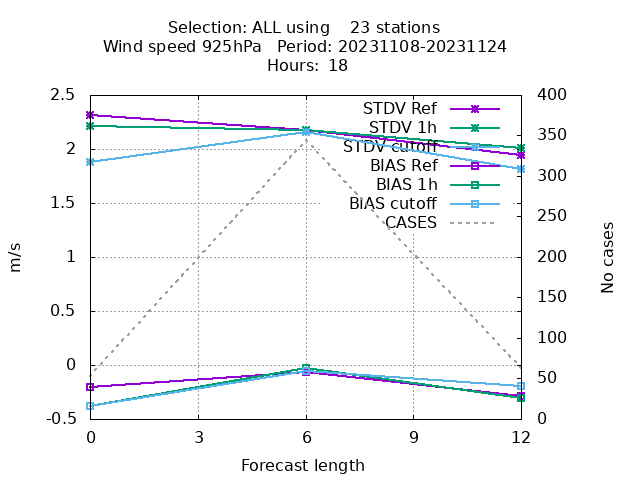 Selection: ALL using    23 stations
Wind speed 925hPa   Period: 20231108-20231124
Hours: 18
2.5
2
1.5
1
0.5
0
-0.5
m/s
400
350
300
250
200
150
100
50
0
No cases
STDV Ref
STDV 1h
STDV cutoff
BIAS Ref
BIAS 1h
BIAS cutoff
CASES
0 3 6 9 12
Forecast length